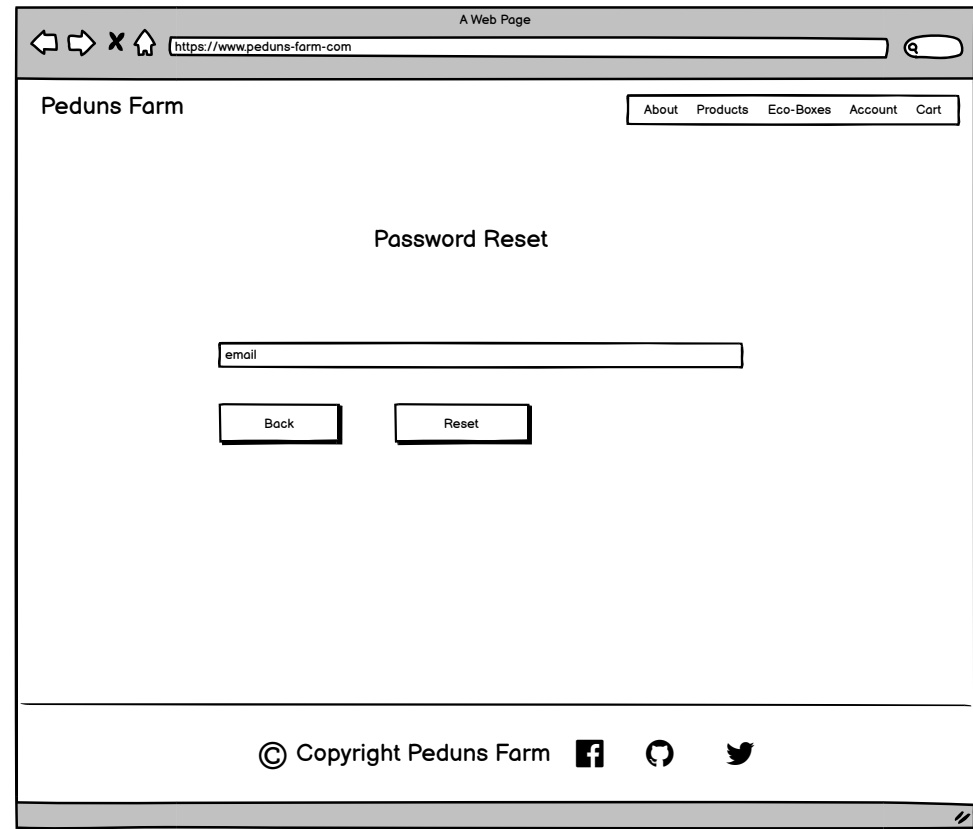 A Web Page
https://www.peduns-farm-com
Peduns Farm
About Products Eco-Boxes Account Cart
Password Reset
email
Back Reset
© Copyright Peduns Farm